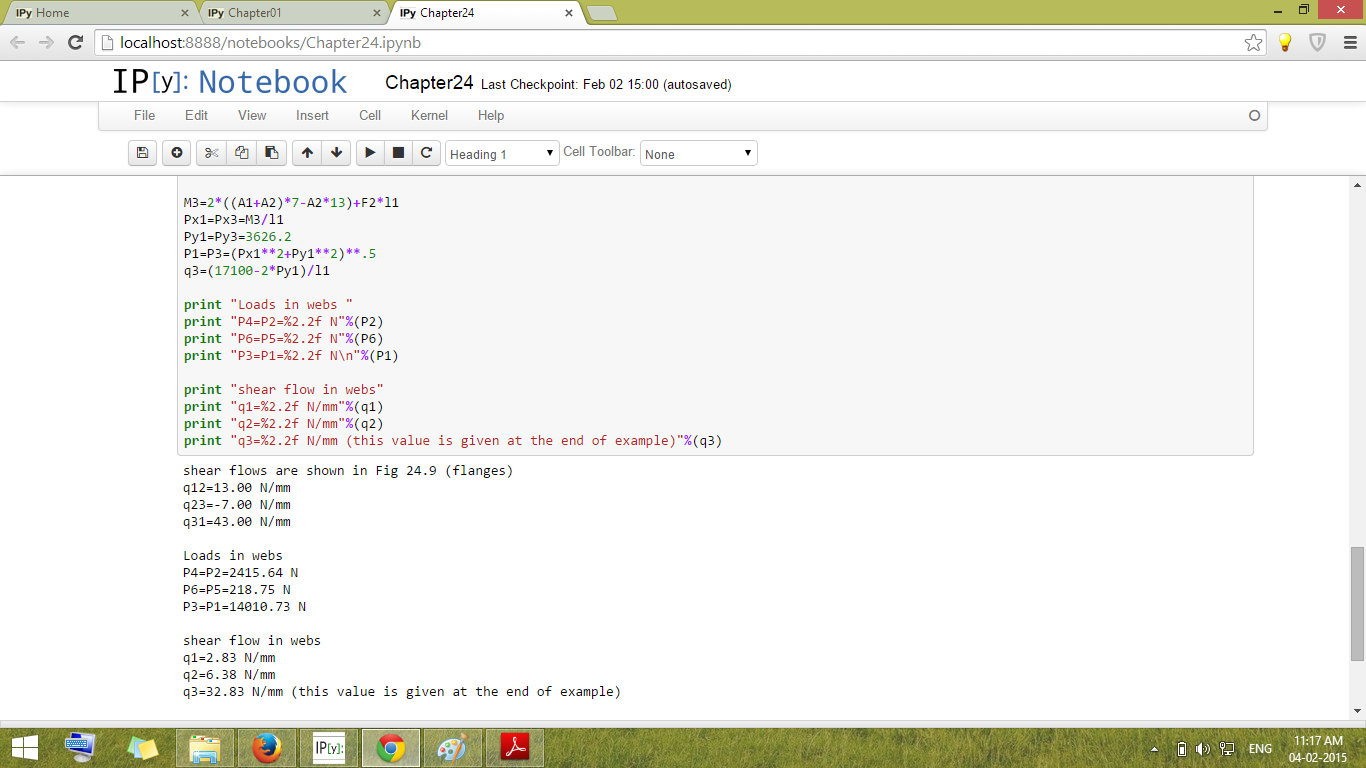 IPy Home
IPy Chapter01
IPy Chapter24
localhost:8888/notebooks/Chapter24.ipynb
IP[y]: Notebook
Chapter24 Last Checkpoint: Feb 02 15:00 (autosaved)
File Edit View Insert Cell Kernel Help
Heading 1 Cell Toolbar: None
M3=2*((A1+A2)*7-A2*13)+F2*l1
Px1=Px3=M3/l1
Py1=Py3=3626.2
P1=P3=(Px1**2+Py1**2)**.5
q3=(17100-2*Py1)/l1
print "Loads in webs "
print "P4=P2=%2.2f N"%(P2)
print "P6=P5=%2.2f N"%(P6)
print "P3=P1=%2.2f N\n"%(P1)
print "shear flow in webs"
print "q1=%2.2f N/mm"%(q1)
print "q2=%2.2f N/mm"%(q2)
print "q3=%2.2f N/mm (this value is given at the end of example)"%(q3)
shear flows are shown in Fig 24.9 (flanges)
q12=13.00 N/mm
q23=-7.00 N/mm
q31=43.00 N/mm
Loads in webs
P4=P2=2415.64 N
P6=P5=218.75 N
P3=P1=14010.73 N
shear flow in webs
q1=2.83 N/mm
q2=6.38 N/mm
q3=32.83 N/mm (this value is given at the end of example)
IP[y]:
ENG
11:17 AM
04-02-2015